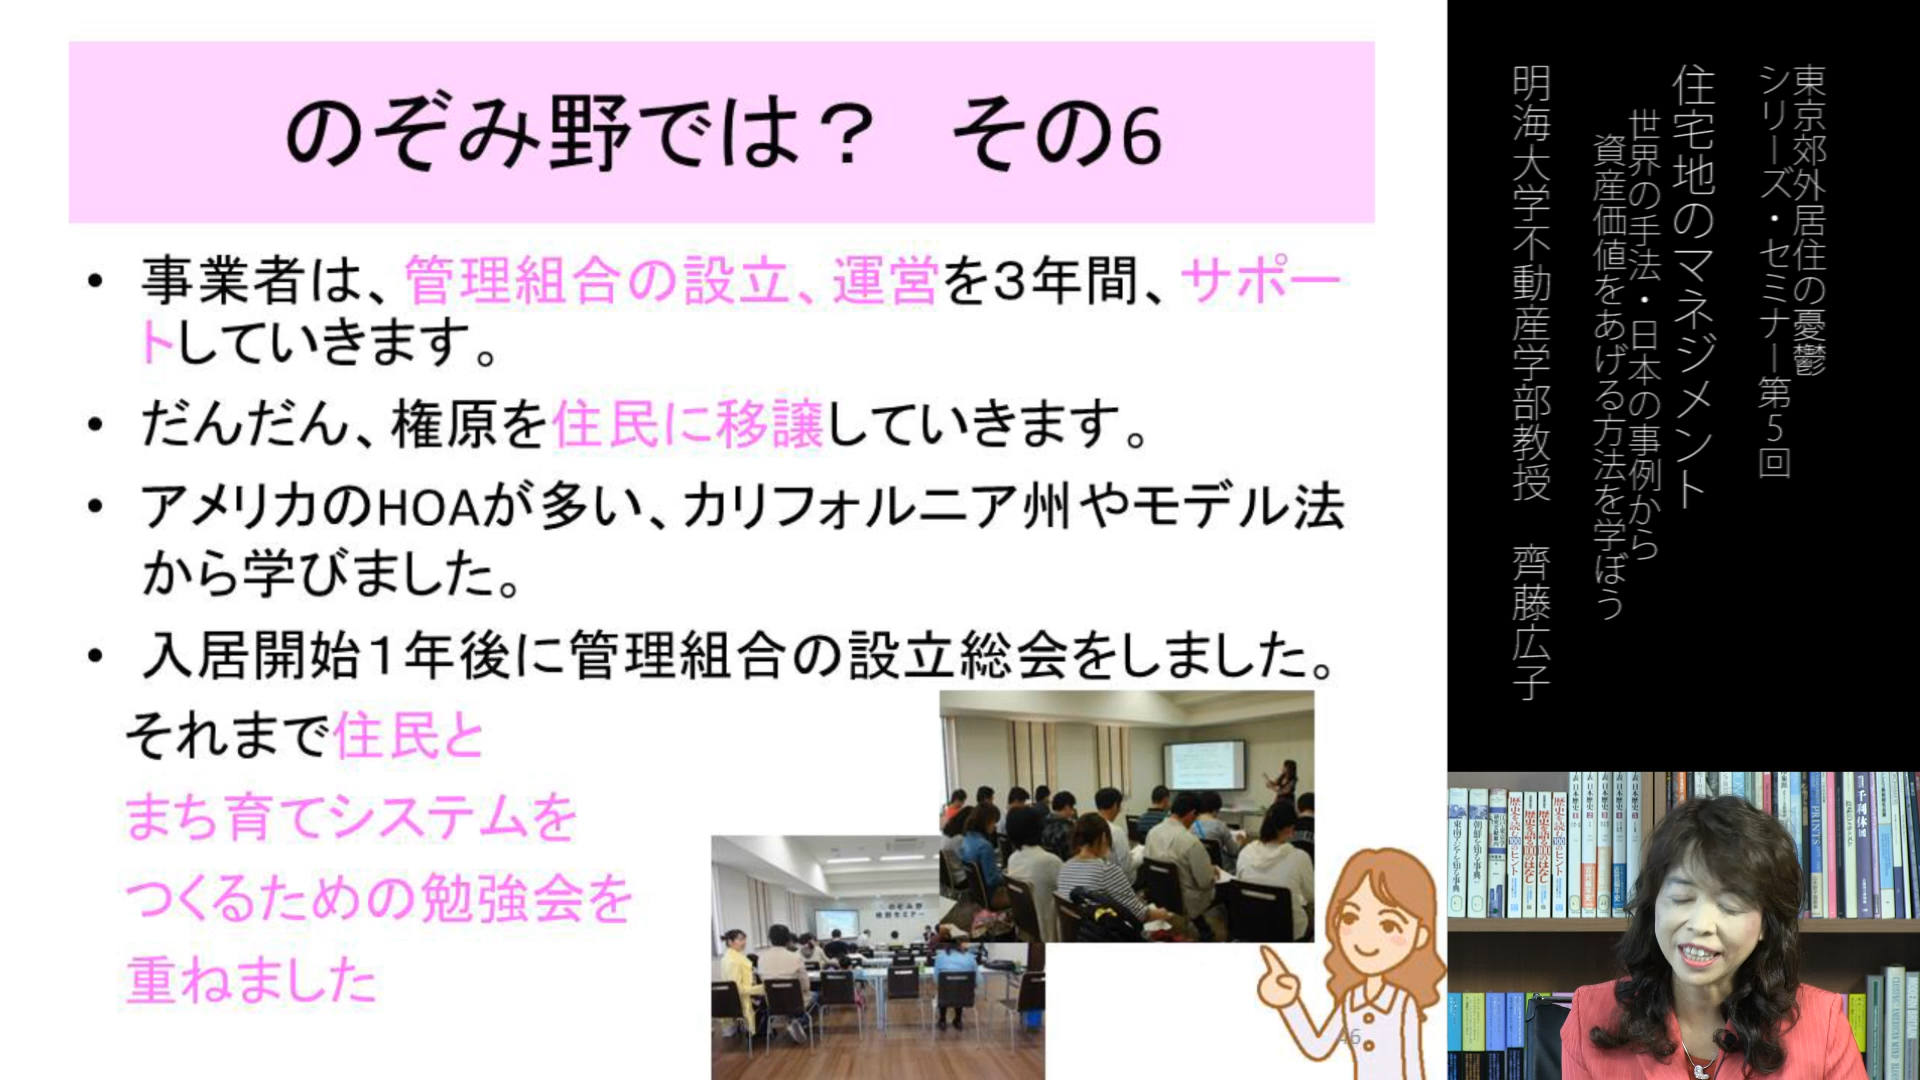 のぞみ野では？　その6
• 事業者は、管理組合の設立、運営を３年間、サポー
トしていきます。
• だんだん、権原を住民に移譲していきます。
• アメリカのHOAが多い、カリフォルニア州やモデル法
から学びました。
• 入居開始１年後に管理組合の設立総会をしました。
それまで住民と
まち育てシステムを
つくるための勉強会を
重ねました
46
東京郊外居住の憂鬱
シリーズ・セミナー第５回
住宅地のマネジメント
世界の手法・日本の事例から
資産価値をあげる方法を学ぼう
明海大学不動産学部教授　齊藤広子